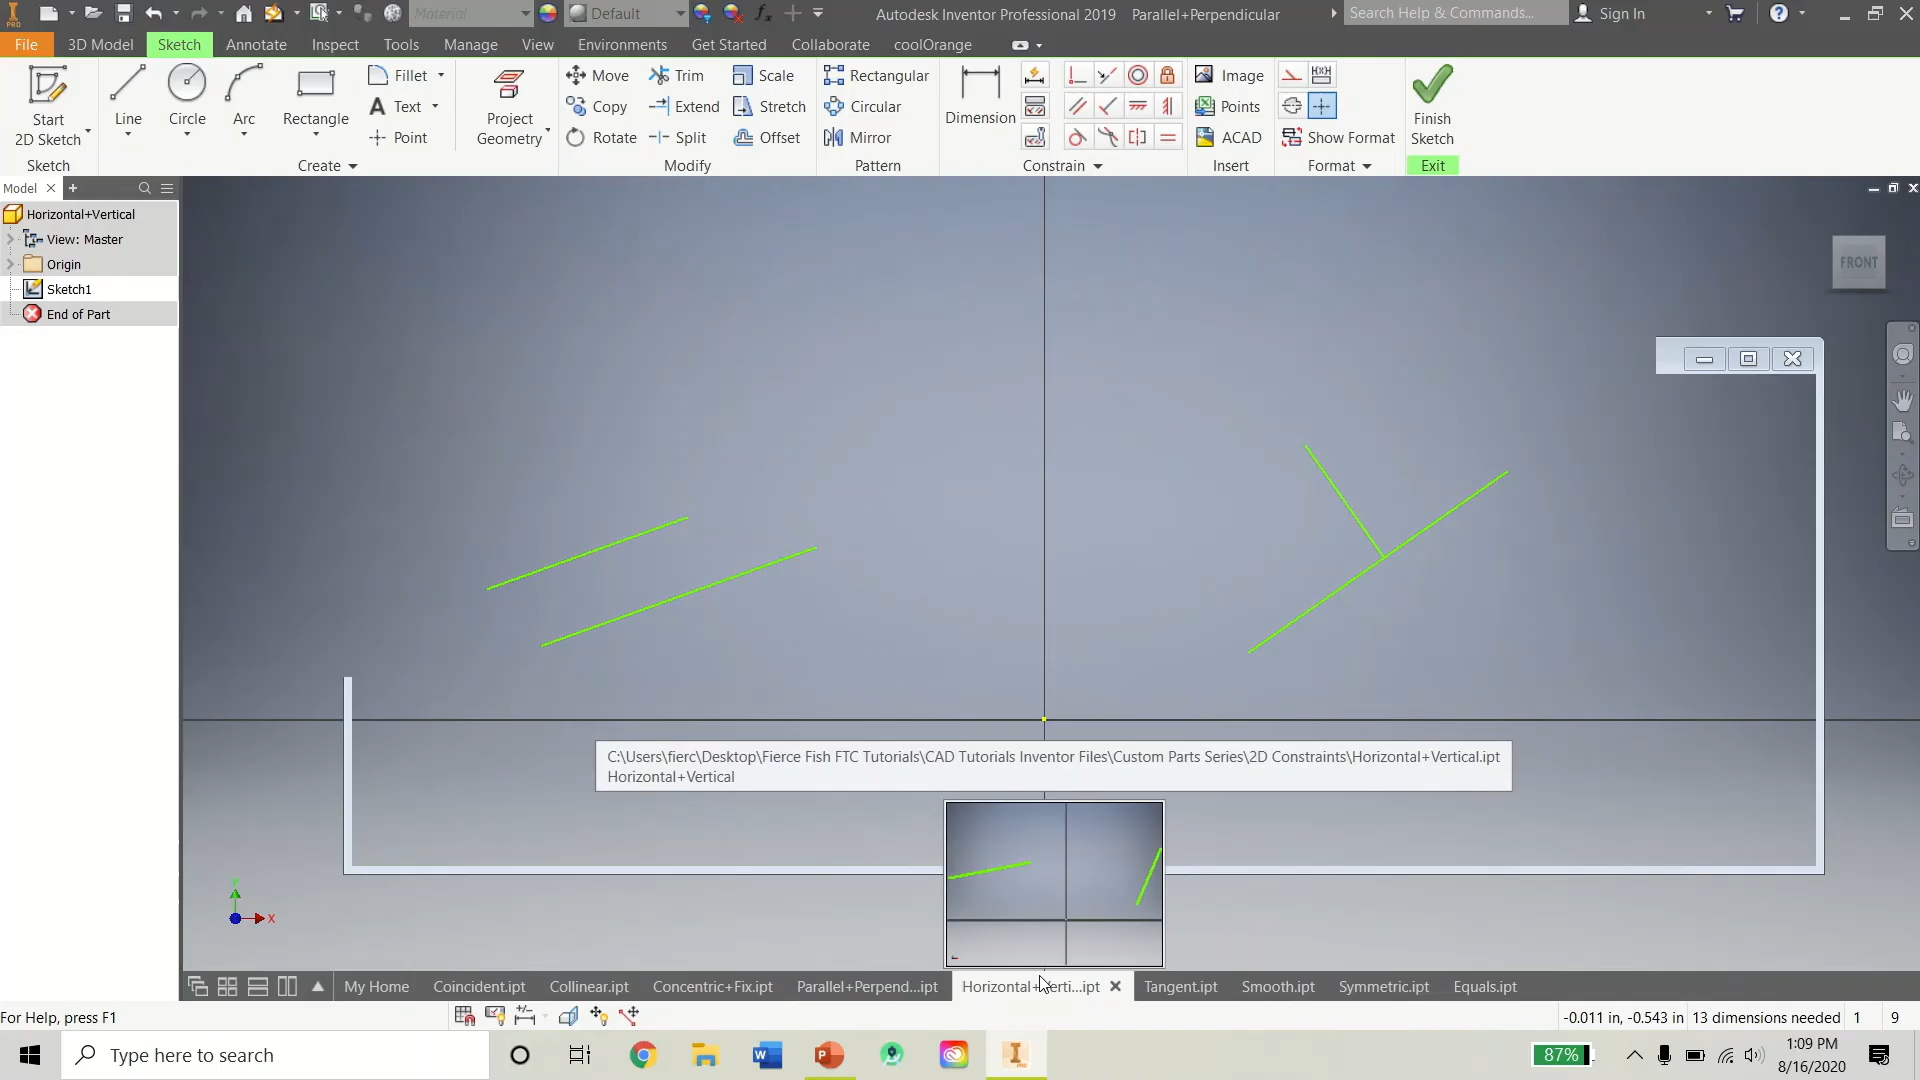 Material
Default
Autodesk Inventor Professional 2019 Parallel+Perpendicular
Search Help & Commands...
Sign In
File
3D Model
Sketch
Annotate
Inspect
Tools
Manage
View
Environments
Get Started
Collaborate
coolOrange
Start
2D Sketch
Line
Circle
Arc
Rectangle
Fillet
Text
Point
Project
Geometry
Move
Copy
Rotate
Trim
Extend
Split
Scale
Stretch
Offset
Rectangular
Circular
Mirror
Dimension
Image
Points
ACAD
Show Format
Finish
Sketch
Sketch
Create
Modify
Pattern
Constrain
Insert
Format
Exit
Model
Horizontal+Vertical
View: Master
Origin
Sketch1
End of Part
FRONT
C:\Users\fierc\Desktop\Fierce Fish FTC Tutorials\CAD Tutorials Inventor Files\Custom Parts Series\2D Constraints\Horizontal+Vertical.ipt
Horizontal+Vertical
Y
X
My Home
Coincident.ipt
Collinear.ipt
Concentric+Fix.ipt
Parallel+Perpend...ipt
Horizontal+Verti...ipt
Tangent.ipt
Smooth.ipt
Symmetric.ipt
Equals.ipt
For Help, press F1
-0.011 in, -0.543 in 13 dimensions needed 1 9
Type here to search
87%
1:09 PM
8/16/2020